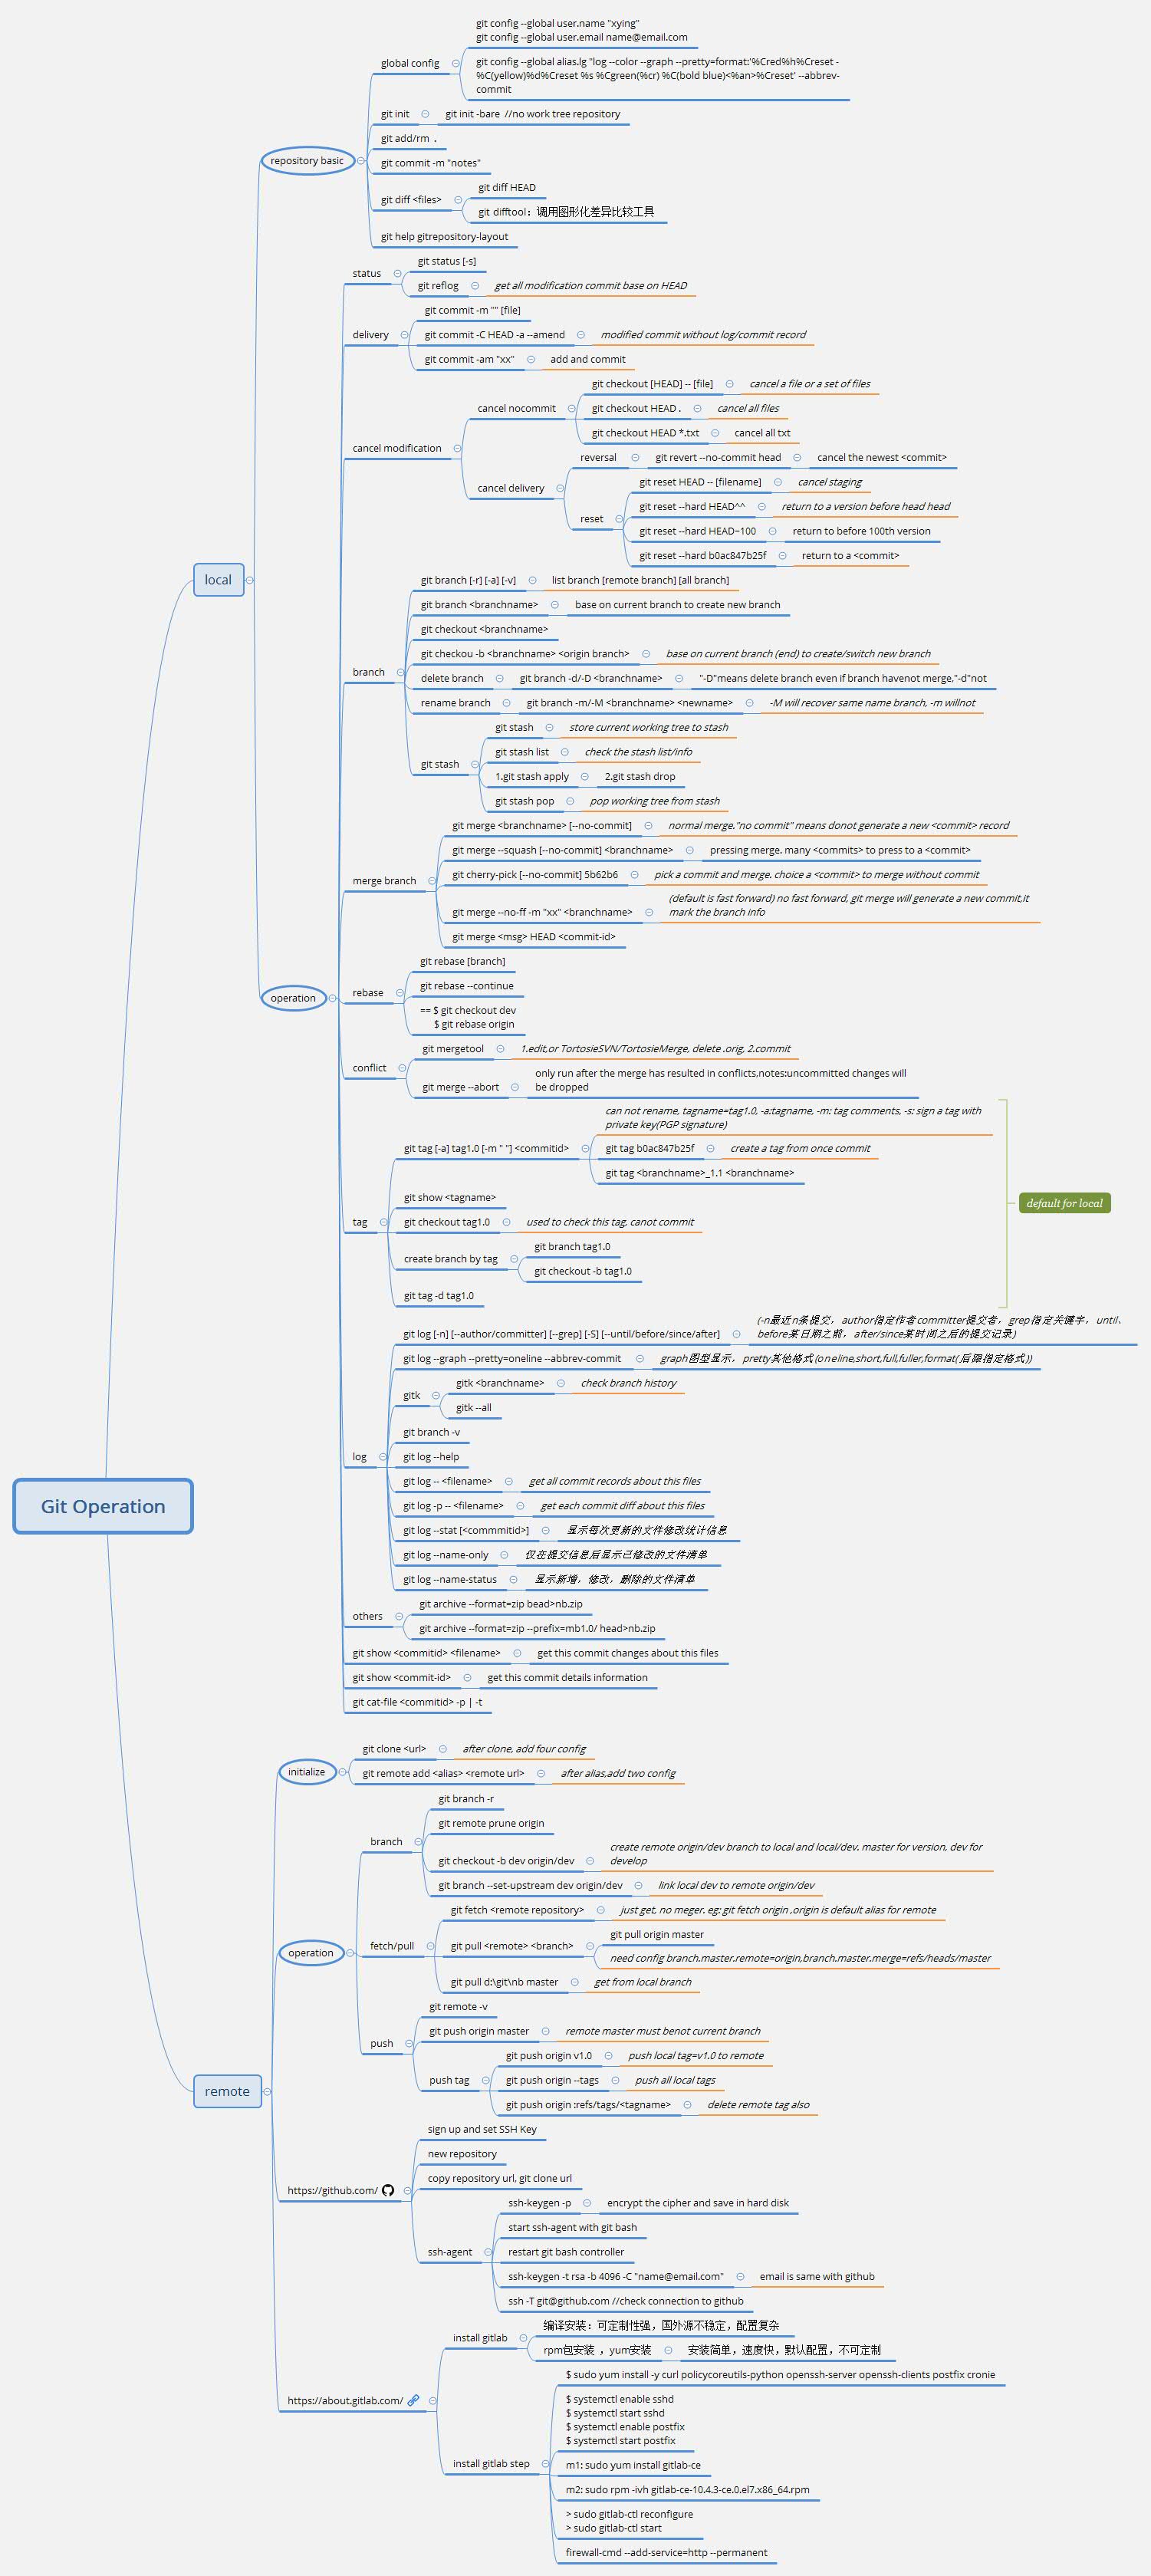 git config --global user.name "xying"
git config --global user.email name@email.com
global config
git config --global alias.lg "log --color --graph --pretty=format:'%Cred%h%Creset -
%C(yellow)%d%Creset %s %Cgreen(%cr) %C(bold blue)<%an>%Creset' --abbrev-
commit
git init
git init -bare //no work tree repository
git add/rm .
repository basic
git commit -m "notes"
git diff <files>
git diff HEAD
git difftool：调用图形化差异比较工具
git help gitrepository-layout
status
git status [-s]
git reflog
get all modification commit base on HEAD
delivery
git commit -m "" [file]
git commit -C HEAD -a --amend
modified commit without log/commit record
git commit -am "xx"
add and commit
cancel modification
cancel nocommit
git checkout [HEAD] -- [file]
cancel a file or a set of files
git checkout HEAD .
cancel all files
git checkout HEAD *.txt
cancel all txt
cancel delivery
reversal
git revert --no-commit head
cancel the newest <commit>
reset
git reset HEAD -- [filename]
cancel staging
git reset --hard HEAD^^
return to a version before head head
git reset --hard HEAD~100
return to before 100th version
git reset --hard b0ac847b25f
return to a <commit>
local
branch
git branch [-r] [-a] [-v]
list branch [remote branch] [all branch]
git branch <branchname>
base on current branch to create new branch
git checkout <branchname>
git checkou -b <branchname> <origin branch>
base on current branch (end) to create/switch new branch
delete branch
git branch -d/-D <branchname>
"-D"means delete branch even if branch havenot merge,"-d"not
rename branch
git branch -m/-M <branchname> <newname>
-M will recover same name branch, -m willnot
git stash
git stash
store current working tree to stash
git stash list
check the stash list/info
1.git stash apply
2.git stash drop
git stash pop
pop working tree from stash
merge branch
git merge <branchname> [--no-commit]
normal merge."no commit" means donot generate a new <commit> record
git merge --squash [--no-commit] <branchname>
pressing merge. many <commits> to press to a <commit>
git cherry-pick [--no-commit] 5b62b6
pick a commit and merge. choice a <commit> to merge without commit
git merge --no-ff -m "xx" <branchname>
(default is fast forward) no fast forward, git merge will generate a new commit,it
mark the branch info
git merge <msg> HEAD <commit-id>
operation
rebase
git rebase [branch]
git rebase --continue
== $ git checkout dev
$ git rebase origin
conflict
git mergetool
1.edit,or TortosieSVN/TortosieMerge, delete .orig, 2.commit
git merge --abort
only run after the merge has resulted in conflicts,notes:uncommitted changes will
be dropped
tag
git tag [-a] tag1.0 [-m " "] <commitid>
can not rename, tagname=tag1.0, -a:tagname, -m: tag comments, -s: sign a tag with
private key(PGP signature)
git tag b0ac847b25f
create a tag from once commit
git tag <branchname>_1.1 <branchname>
git show <tagname>
git checkout tag1.0
used to check this tag. canot commit
create branch by tag
git branch tag1.0
git checkout -b tag1.0
git tag -d tag1.0
default for local
log
git log [-n] [--author/committer] [--grep] [-S] [--until/before/since/after]
(-n最近n条提交，author指定作者committer提交者，grep指定关键字，until、
before某日期之前，after/since某时间之后的提交记录)
git log --graph --pretty=oneline --abbrev-commit
graph图型显示，pretty其他格式(oneline,short,full,fuller,format(后跟指定格式))
gitk
gitk <branchname>
check branch history
gitk --all
git branch -v
git log --help
git log -- <filename>
get all commit records about this files
Git Operation
git log -p -- <filename>
get each commit diff about this files
git log --stat [<commmitid>]
显示每次更新的文件修改统计信息
git log --name-only
仅在提交信息后显示已修改的文件清单
git log --name-status
显示新增，修改，删除的文件清单
others
git archive --format=zip bead>nb.zip
git archive --format=zip --prefix=mb1.0/ head>nb.zip
git show <commitid> <filename>
get this commit changes about this files
git show <commit-id>
get this commit details information
git cat-file <commitid> -p | -t
initialize
git clone <url>
after clone, add four config
git remote add <alias> <remote url>
after alias,add two config
operation
branch
git branch -r
git remote prune origin
git checkout -b dev origin/dev
create remote origin/dev branch to local and local/dev. master for version, dev for
develop
git branch --set-upstream dev origin/dev
link local dev to remote origin/dev
fetch/pull
git fetch <remote repository>
just get, no meger. eg: git fetch origin ,origin is default alias for remote
git pull <remote> <branch>
git pull origin master
need config branch.master.remote=origin,branch.master.merge=refs/heads/master
git pull d:\git\nb master
get from local branch
push
git remote -v
git push origin master
remote master must benot current branch
push tag
git push origin v1.0
push local tag=v1.0 to remote
git push origin --tags
push all local tags
git push origin :refs/tags/<tagname>
delete remote tag also
remote
https://github.com/
sign up and set SSH Key
new repository
copy repository url, git clone url
ssh-agent
ssh-keygen -p
encrypt the cipher and save in hard disk
start ssh-agent with git bash
restart git bash controller
ssh-keygen -t rsa -b 4096 -C "name@email.com"
email is same with github
ssh -T git@github.com //check connection to github
https://about.gitlab.com/
install gitlab
编译安装：可定制性强，国外源不稳定，配置复杂
rpm包安装 ，yum安装
安装简单，速度快，默认配置，不可定制
install gitlab step
$ sudo yum install -y curl policycoreutils-python openssh-server openssh-clients postfix cronie
$ systemctl enable sshd
$ systemctl start sshd
$ systemctl enable postfix
$ systemctl start postfix
m1: sudo yum install gitlab-ce
m2: sudo rpm -ivh gitlab-ce-10.4.3-ce.0.el7.x86_64.rpm
> sudo gitlab-ctl reconfigure
> sudo gitlab-ctl start
firewall-cmd --add-service=http --permanent